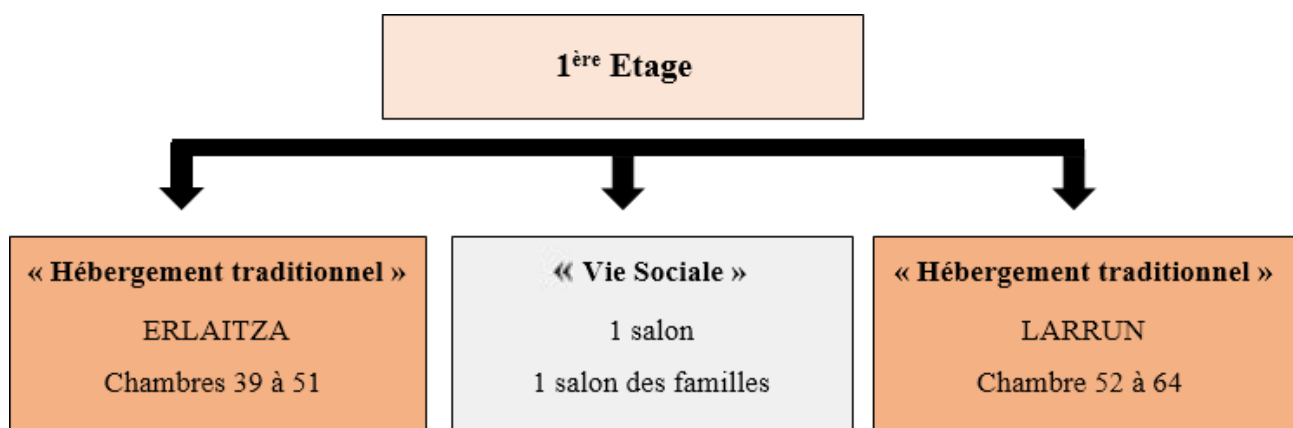 1ère Etage
« Hébergement traditionnel »
ERLAITZA
Chambres 39 à 51
« Vie Sociale »
1 salon
1 salon des familles
« Hébergement traditionnel »
LARRUN
Chambre 52 à 64